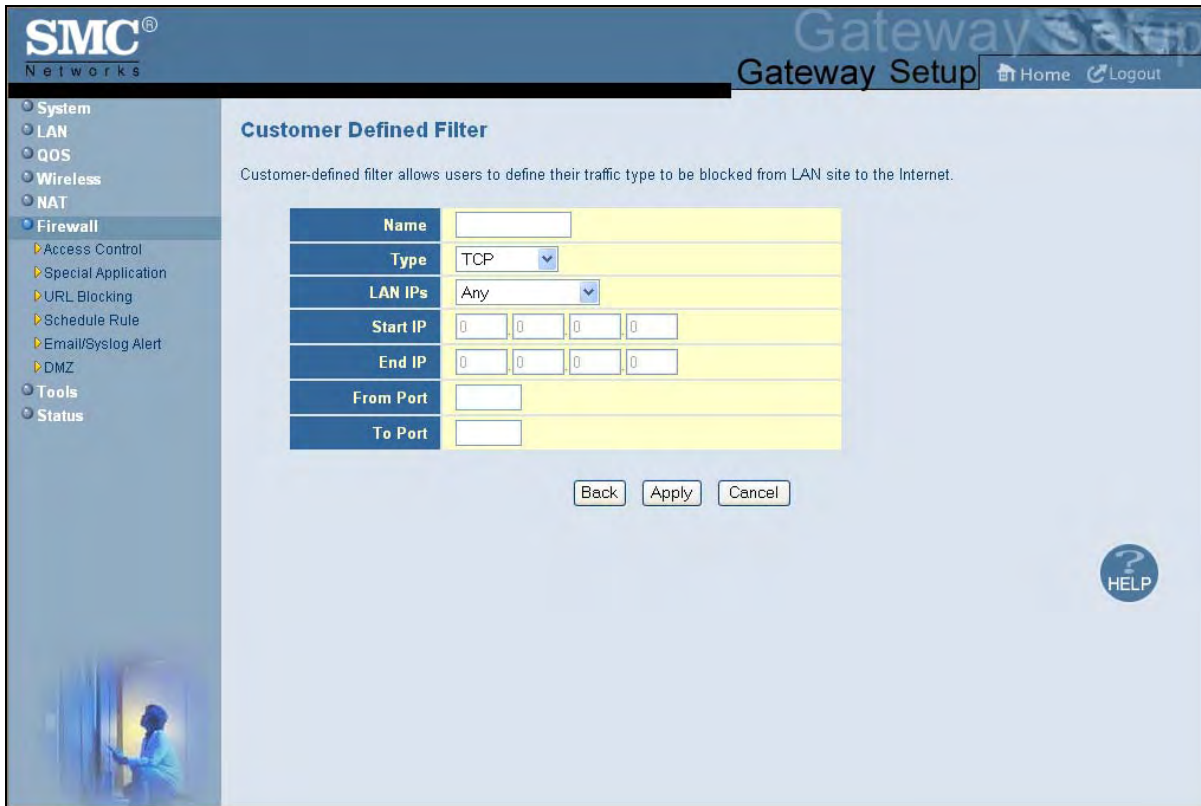 SMC®
Networks
Gateway Setup
Gateway Setup
Home
Logout
System
LAN
QOS
Wireless
NAT
Firewall
Access Control
Special Application
URL Blocking
Schedule Rule
Email/Syslog Alert
DMZ
Tools
Status
Customer Defined Filter
Customer-defined filter allows users to define their traffic type to be blocked from LAN site to the Internet.
Name
Type TCP
LAN IPs Any
Start IP 0 . 0 . 0 . 0
End IP 0 . 0 . 0 . 0
From Port
To Port
Back Apply Cancel
?
HELP